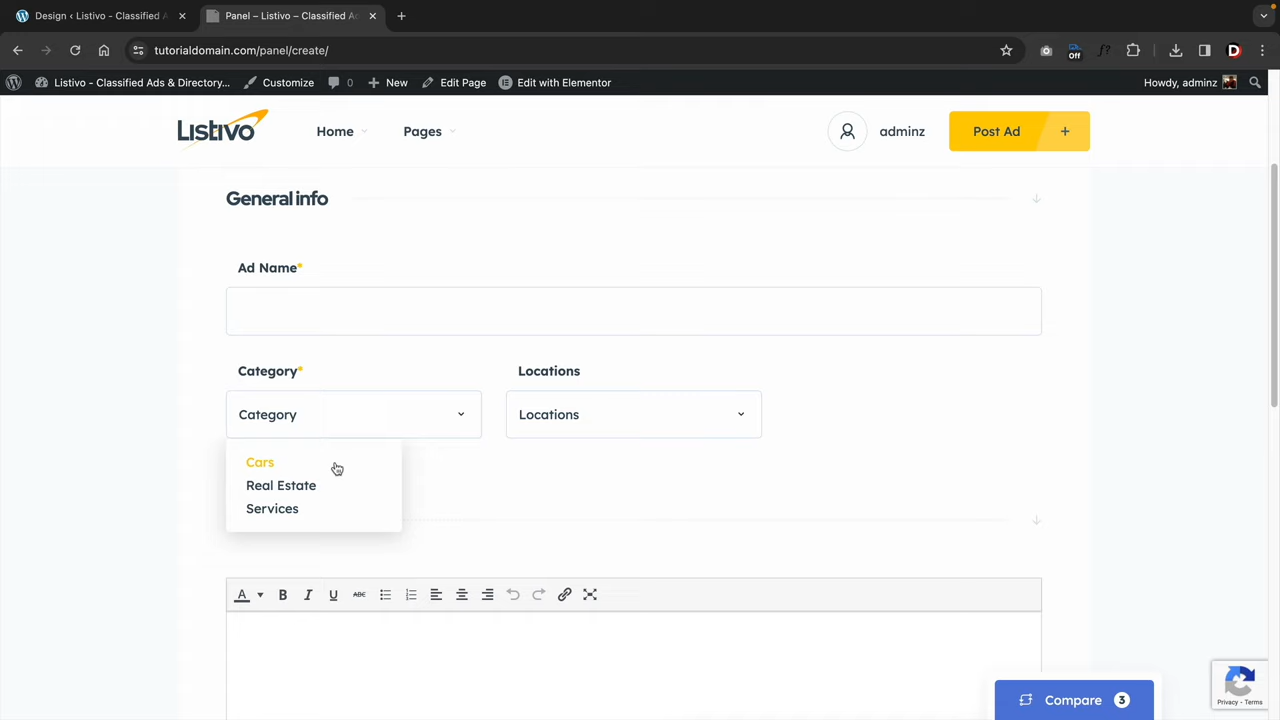 Design ‹ Listivo – Classified A
Panel – Listivo – Classified Ad
tutorialdomain.com/panel/create/
Off
f?
D
Listivo - Classified Ads & Directory...
Customize
0
New
Edit Page
Edit with Elementor
Howdy, adminz
Listivo
Home
Pages
adminz
Post Ad +
General info
Ad Name*
Category*
Locations
Category
Locations
Cars
Real Estate
Services
A
B
I
U
ABC
Compare 3
Privacy - Terms